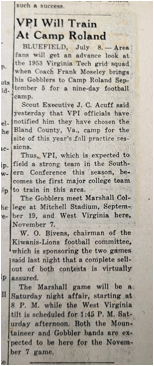 such a success.
VPI Will Train
At Camp Roland
BLUEFIELD, July 8.—Area
fans will get an advance look at
the 1953 Virginia Tech grid squad
when Coach Frank Moseley brings
his Gobblers to Camp Roland Sep-
tember 5 for a nine-day football
camp.
Scout Executive J. C. Acuff said
yesterday that VPI officials have
notified him they have chosen the
Bland County, Va., camp for the
site of this year's full practice ses-
sions.
Thus, VPI, which is expected to
field a strong team in the South-
ern Conference this season, be-
comes the first major college team
to train in this area.
The Gobblers meet Marshall Col-
lege at Mitchell Stadium, Septem-
ber 19, and West Virginia here,
November 7.
W. O. Bivens, chairman of the
Kiwanis-Lions football committee,
which is sponsoring the two games
said last night that a complete sell-
out of both contests is virtually
assured.
The Marshall game will be a
Saturday night affair, starting at
8 P. M. while the West Virginia
tilt is scheduled for 1:45 P. M. Sat-
urday afternoon. Both the Moun-
taineer and Gobbler bands are ex-
pected to be here for the Novem-
ber 7 game.